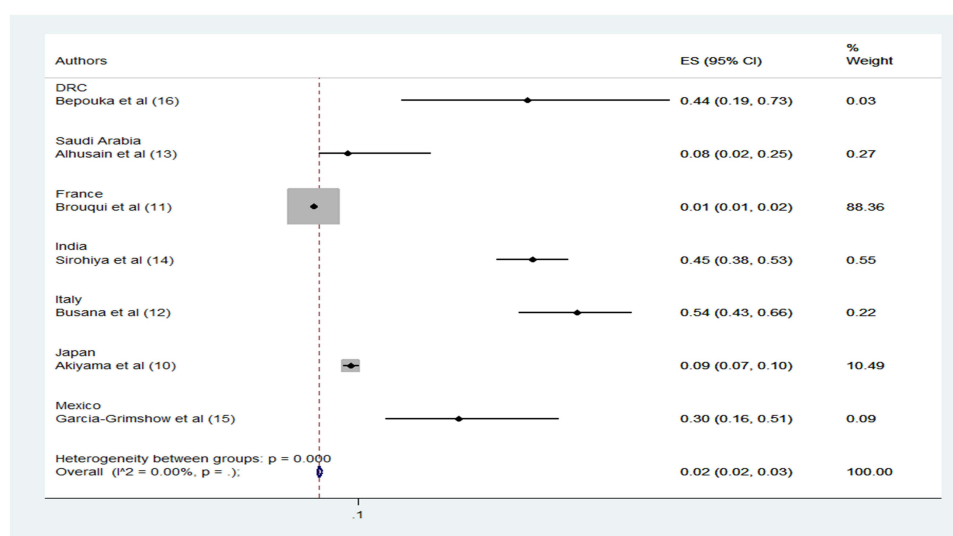 Authors ES (95% CI) % Weight
DRC
Bepouka et al (16) 0.44 (0.19, 0.73) 0.03
Saudi Arabia
Alhusain et al (13) 0.08 (0.02, 0.25) 0.27
France
Brouqui et al (11) 0.01 (0.01, 0.02) 88.36
India
Sirohiya et al (14) 0.45 (0.38, 0.53) 0.55
Italy
Busana et al (12) 0.54 (0.43, 0.66) 0.22
Japan
Akiyama et al (10) 0.09 (0.07, 0.10) 10.49
Mexico
Garcia-Grimshow et al (15) 0.30 (0.16, 0.51) 0.09
Heterogeneity between groups: p = 0.000
Overall (I^2 = 0.00%, p = .); 0.02 (0.02, 0.03) 100.00
.1